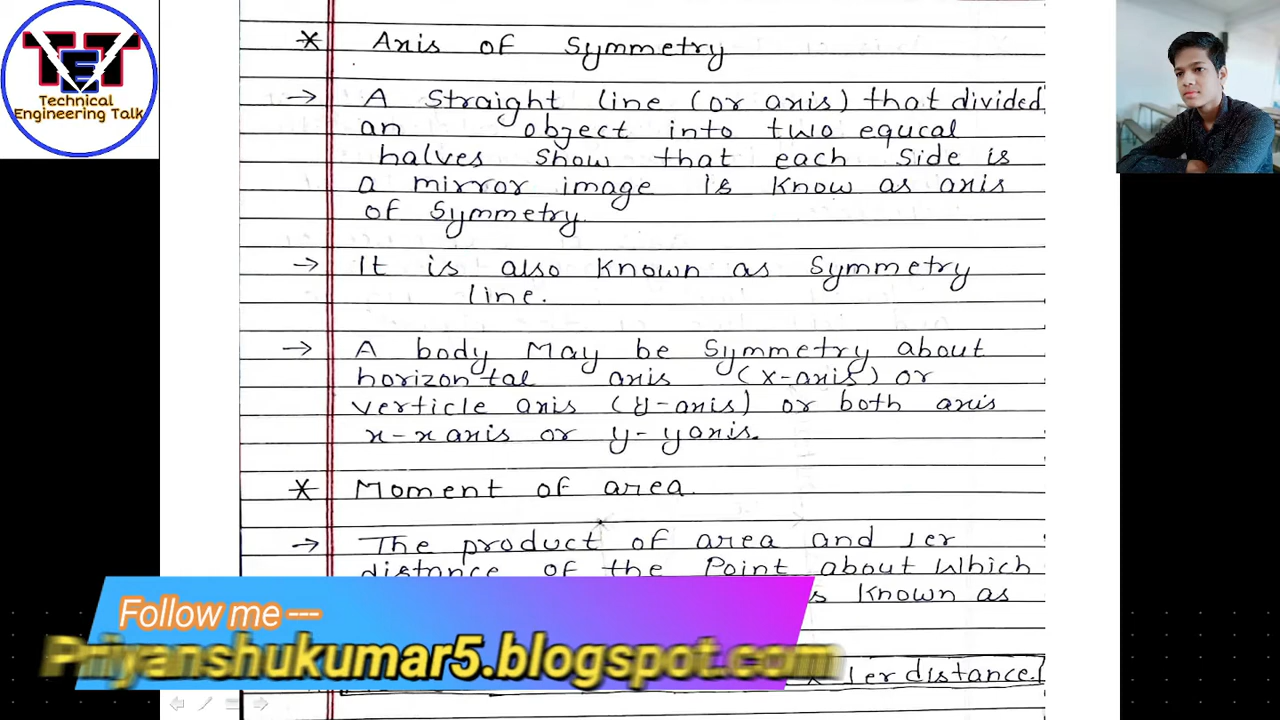 TET
Technical
Engineering Talk
* Axis of Symmetry
→ A Straight line (or axis) that divided
an object into two equcal
halves show that each side is
a mirror image is know as axis
of symmetry.
→ It is also known as Symmetry
line.
→ A body May be Symmetry about
horizontal axis (x-axis) or
verticle axis (y-axis) or both axis
x-x axis or y-y axis.
* Moment of area.
→ The product of area and ler
distance of the Point about which
known as
Follow me ---
Priyanshukumar5.blogspot.com
x ler distance.